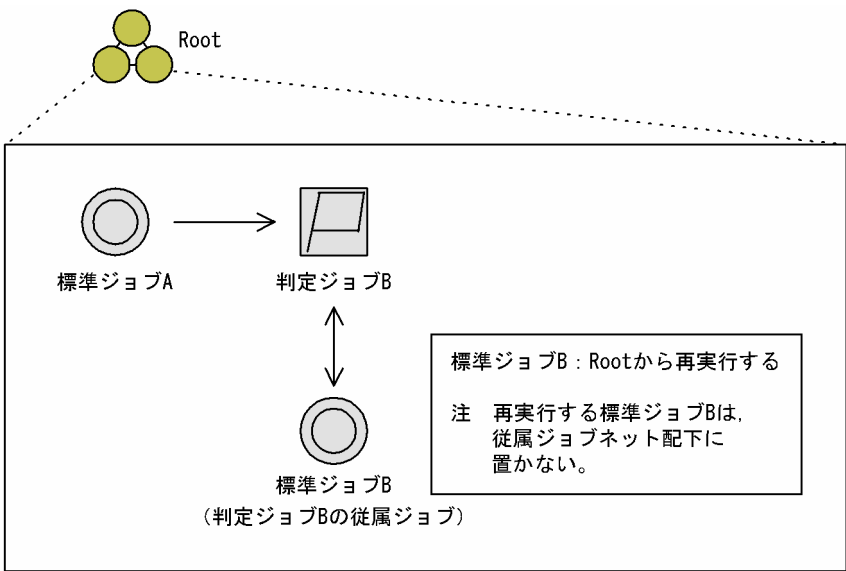 Root
標準ジョブA
判定ジョブB
標準ジョブB
（判定ジョブBの従属ジョブ）
標準ジョブB：Rootから再実行する
注　再実行する標準ジョブBは，
従属ジョブネット配下に
置かない。